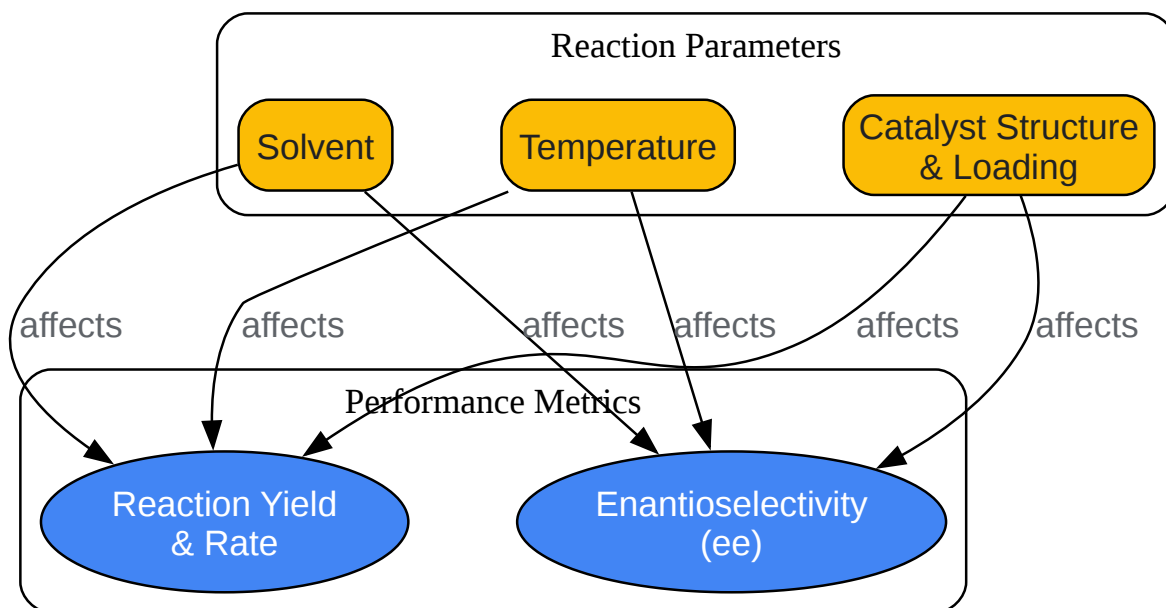 Reaction Parameters
Solvent
Temperature
Catalyst Structure
& Loading
affects
affects
affects
affects
affects
affects
Performance Metrics
Reaction Yield
& Rate
Enantioselectivity
(ee)